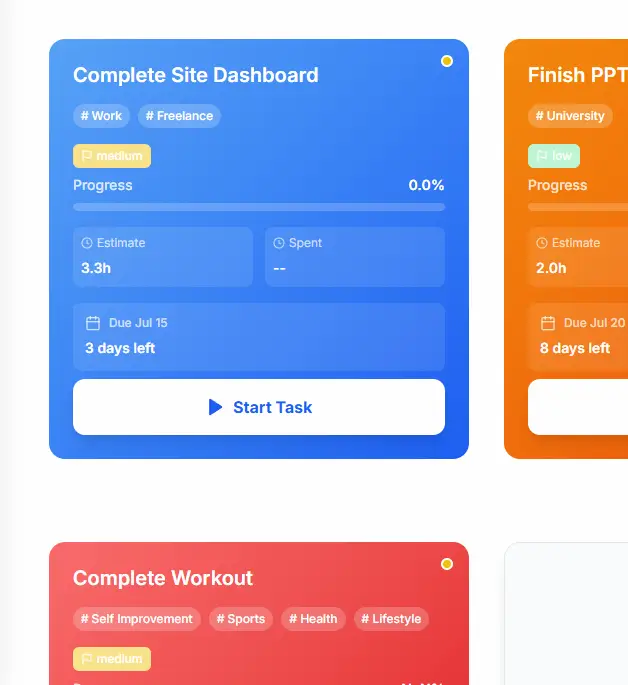 Complete Site Dashboard
# Work # Freelance
medium
Progress 0.0%
Estimate Spent
3.3h --
Due Jul 15
3 days left
Start Task
Finish PPT
# University
low
Progress
Estimate
2.0h
Due Jul 20
8 days left
Complete Workout
# Self Improvement # Sports # Health # Lifestyle
medium